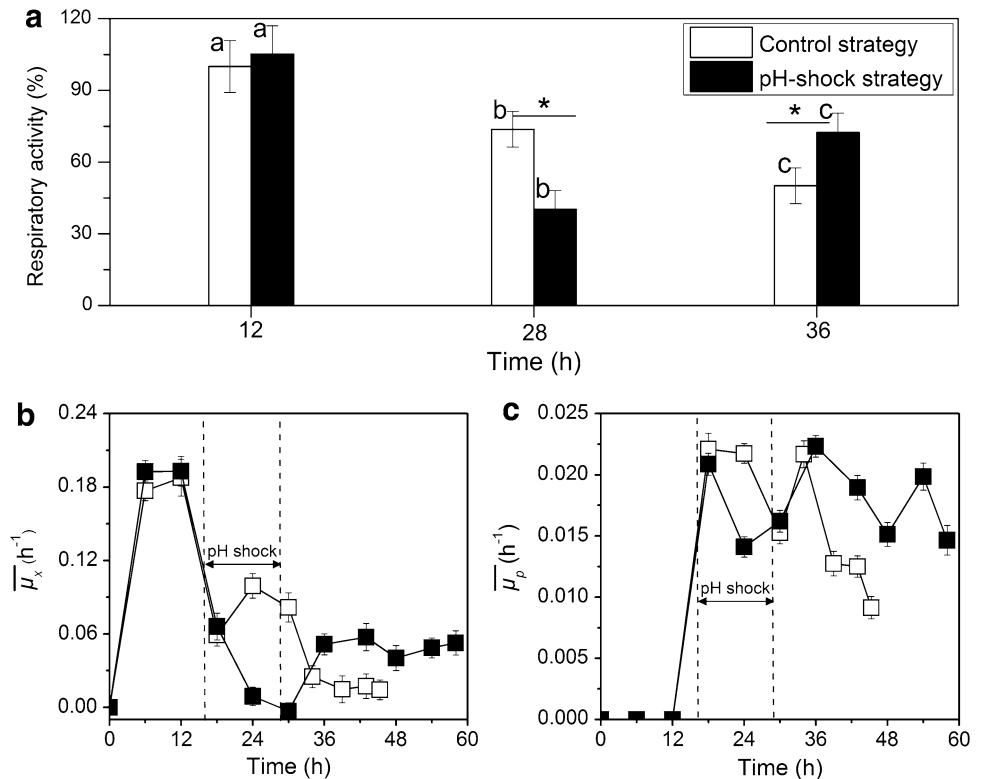 a
120
90
60
30
0
Respiratory activity (%)
a a
b * b
* c c
Control strategy
pH-shock strategy
12 28 36
Time (h)
b
0.24
0.18
0.12
0.06
0.00
μx (h-1)
pH shock
0 12 24 36 48 60
Time (h)
c
0.025
0.020
0.015
0.010
0.005
0.000
μp (h-1)
pH shock
0 12 24 36 48 60
Time (h)